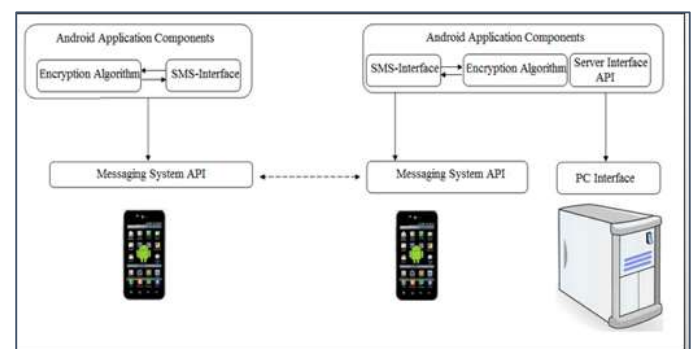 Android Application Components
Encryption Algorithm
SMS-Interface
Messaging System API
Android Application Components
SMS-Interface
Encryption Algorithm
Server Interface
API
Messaging System API
PC Interface